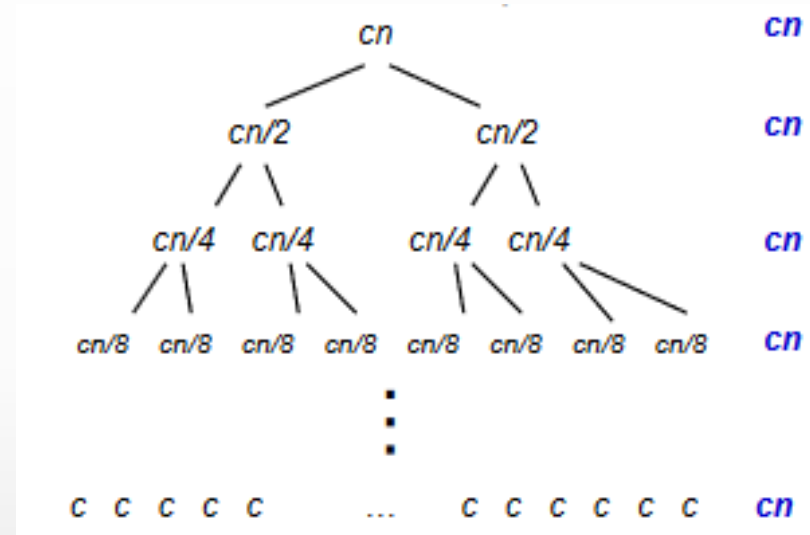 cn cn
cn/2 cn/2 cn
cn/4 cn/4 cn/4 cn/4 cn
cn/8 cn/8 cn/8 cn/8 cn/8 cn/8 cn/8 cn/8 cn
c c c c c ... c c c c c c cn